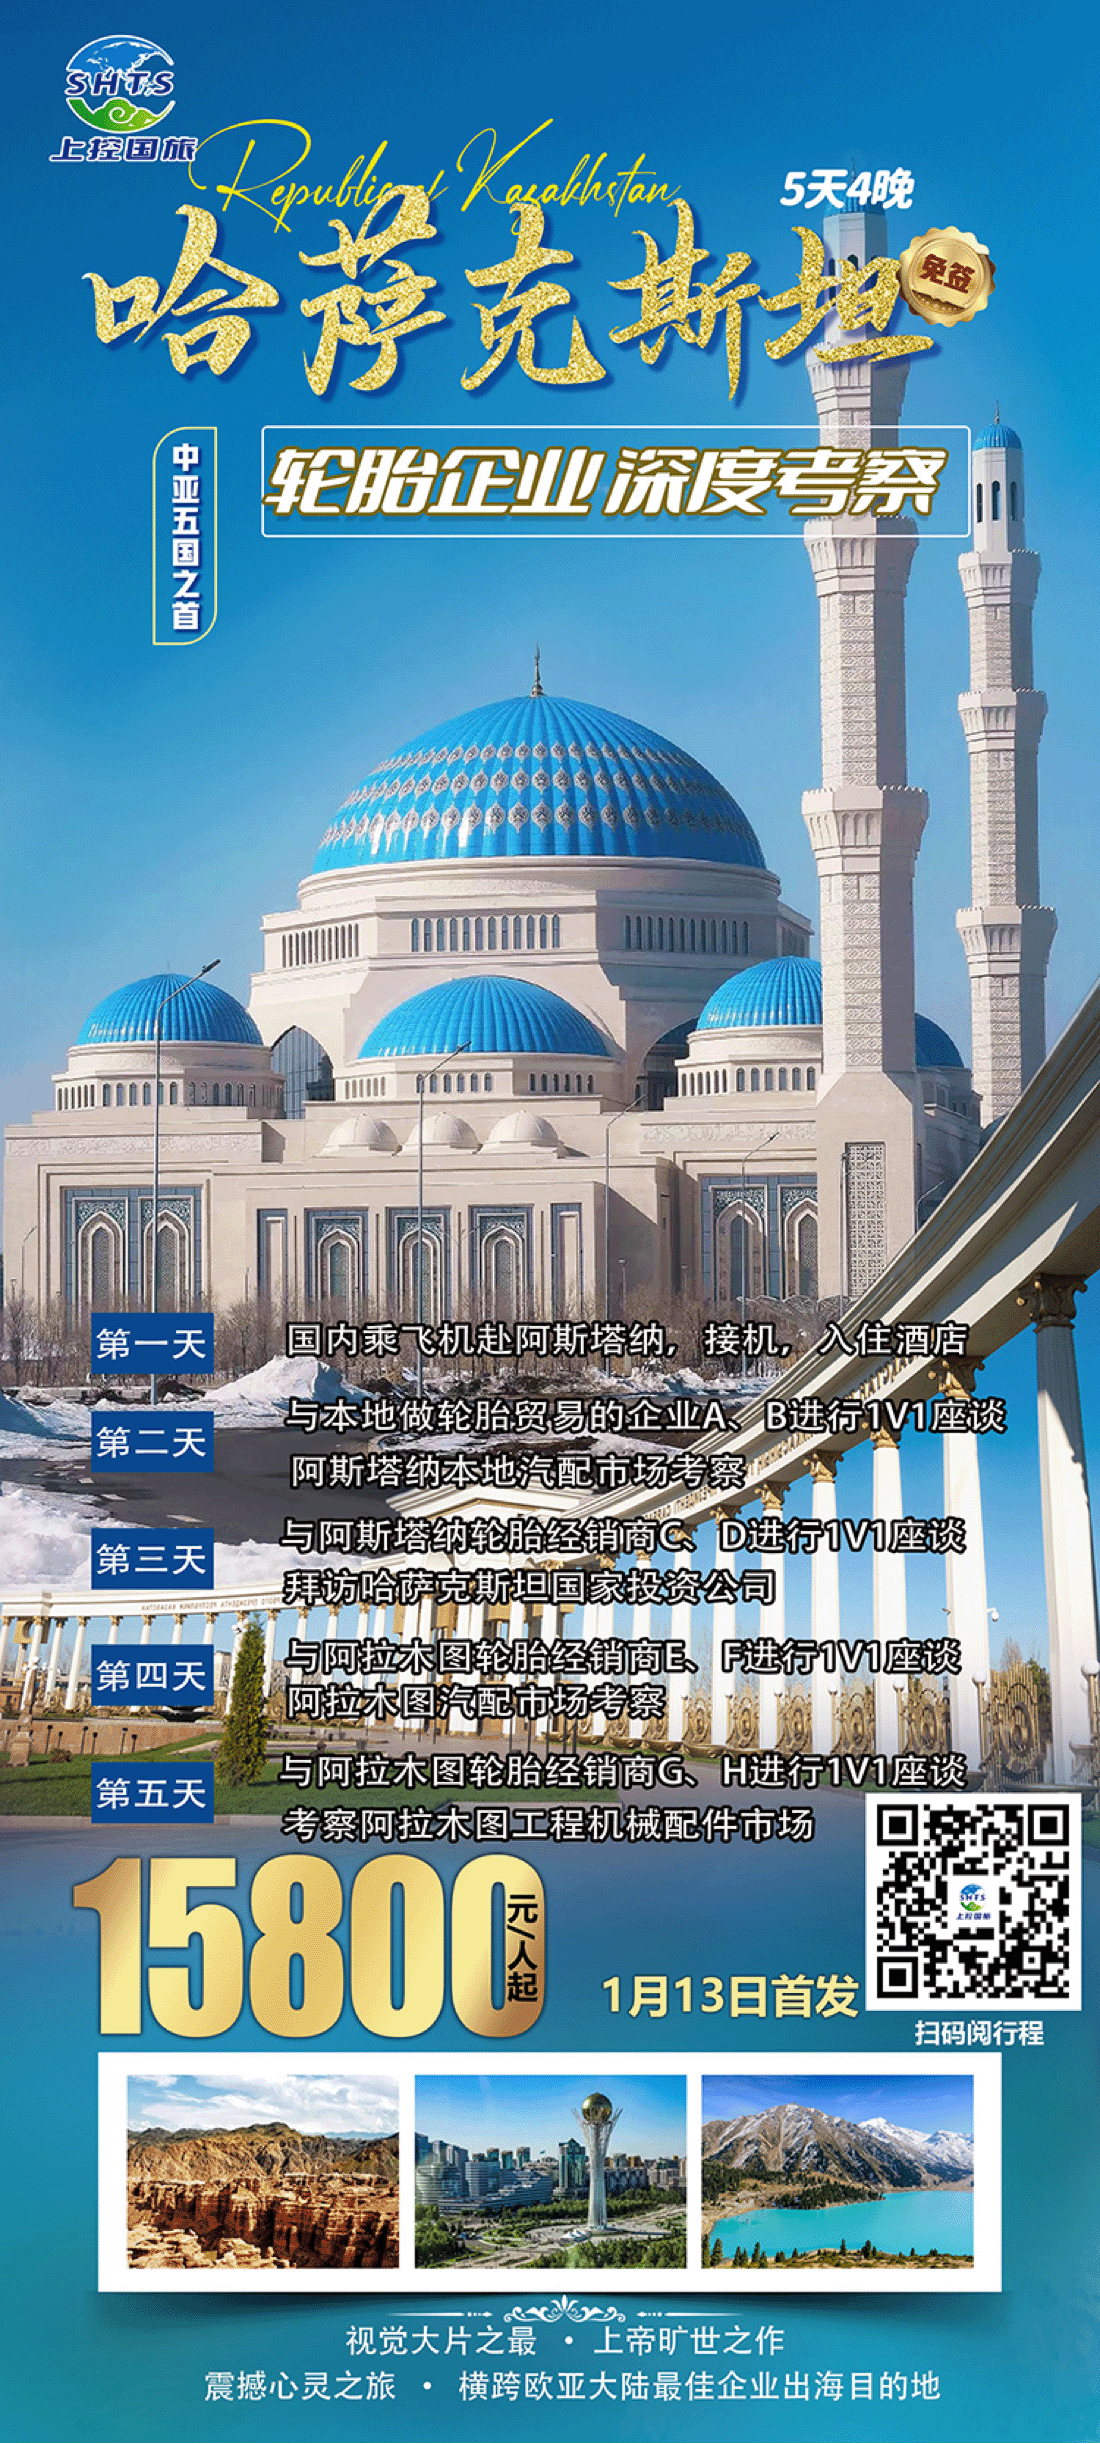 SHTS
上控国旅
Republic of Kazakhstan
5天4晚
哈萨克斯坦
免签
中亚五国之首
轮胎企业 深度考察
第一天
国内乘飞机赴阿斯塔纳，接机，入住酒店
第二天
与本地做轮胎贸易的企业A、B进行1V1座谈
阿斯塔纳本地汽配市场考察
第三天
与阿斯塔纳轮胎经销商C、D进行1V1座谈
拜访哈萨克斯坦国家投资公司
第四天
与阿拉木图轮胎经销商E、F进行1V1座谈
阿拉木图汽配市场考察
第五天
与阿拉木图轮胎经销商G、H进行1V1座谈
考察阿拉木图工程机械配件市场
15800元/人起
1月13日首发
SHTS
上控国旅
扫码阅行程
视觉大片之最 • 上帝旷世之作
震撼心灵之旅 • 横跨欧亚大陆最佳企业出海目的地